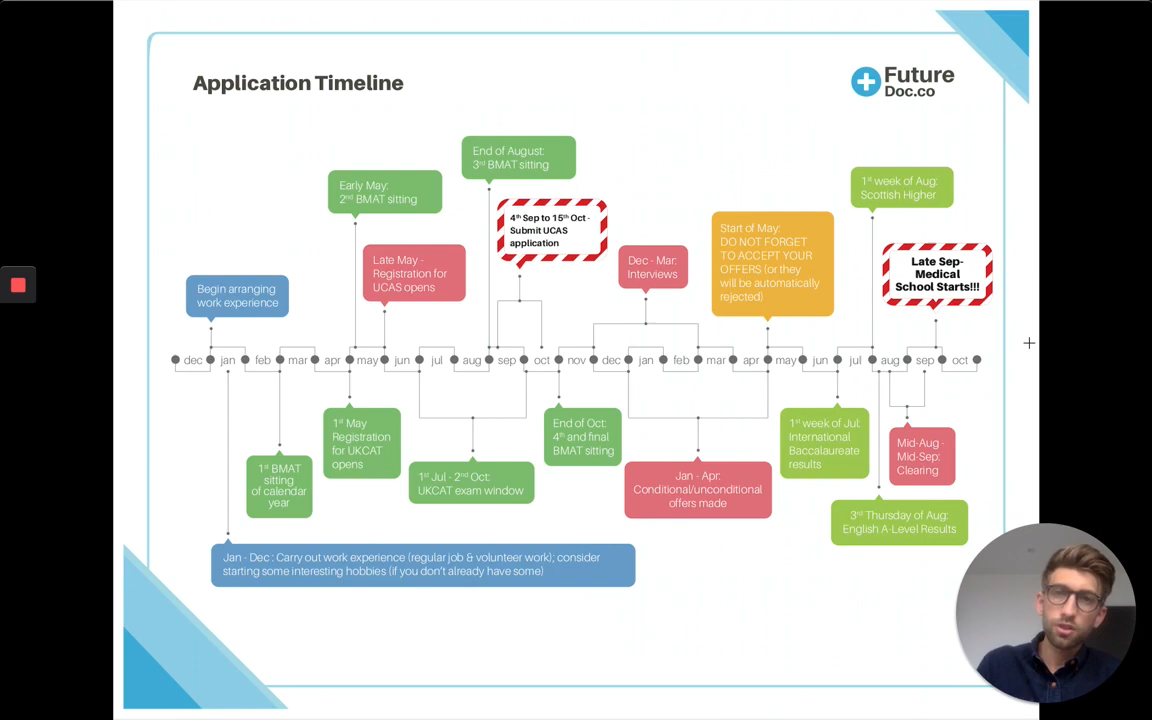 Application Timeline
Future
Doc.co
End of August:
3rd BMAT sitting
Early May:
2nd BMAT sitting
1st week of Aug:
Scottish Higher
4th Sep to 15th Oct -
Submit UCAS
application
Start of May:
DO NOT FORGET
TO ACCEPT YOUR
OFFERS (or they
will be automatically
rejected)
Late May -
Registration for
UCAS opens
Dec - Mar:
Interviews
Late Sep-
Medical
School Starts!!!
Begin arranging
work experience
dec jan feb mar apr may jun jul aug sep oct nov dec jan feb mar apr may jun jul aug sep oct
1st May
Registration
for UKCAT
opens
End of Oct:
4th and final
BMAT sitting
1st week of Jul:
International
Baccalaureate
results
Mid-Aug -
Mid-Sep:
Clearing
1st BMAT
sitting
of calendar
year
1st Jul - 2nd Oct:
UKCAT exam window
Jan - Apr:
Conditional/unconditional
offers made
3rd Thursday of Aug:
English A-Level Results
Jan - Dec : Carry out work experience (regular job & volunteer work); consider
starting some interesting hobbies (if you don't already have some)